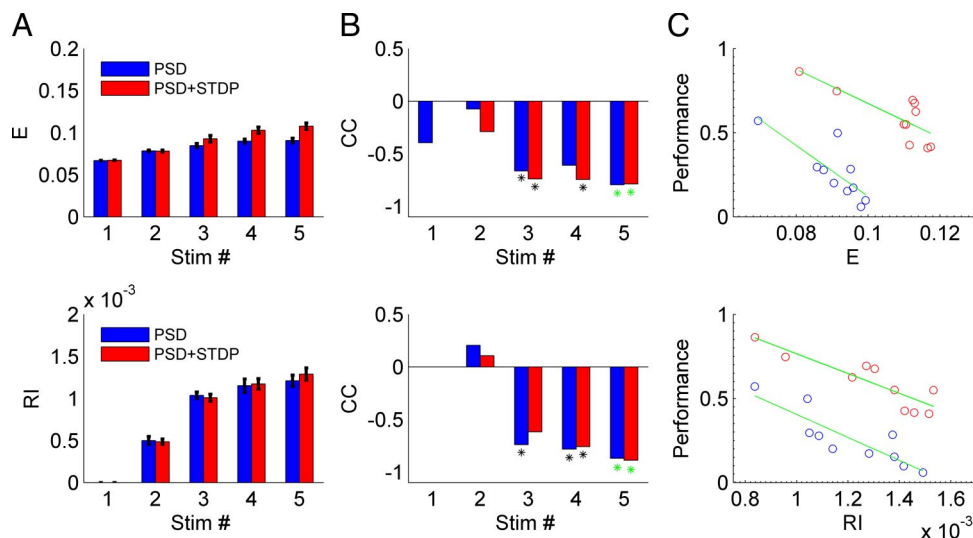 A
B
C
0.2
0.15
0.1
0.05
0
E
PSD
PSD+STDP
1 2 3 4 5
Stim #
0.5
0
-0.5
-1
CC
* * * * *
1 2 3 4 5
Stim #
1
0.5
0
Performance
0.08 0.1 0.12
E
x 10-3
2
1.5
1
0.5
0
RI
PSD
PSD+STDP
1 2 3 4 5
Stim #
0.5
0
-0.5
-1
CC
* * * * *
1 2 3 4 5
Stim #
1
0.5
0
Performance
0.8 1 1.2 1.4 1.6
RI
x 10-3